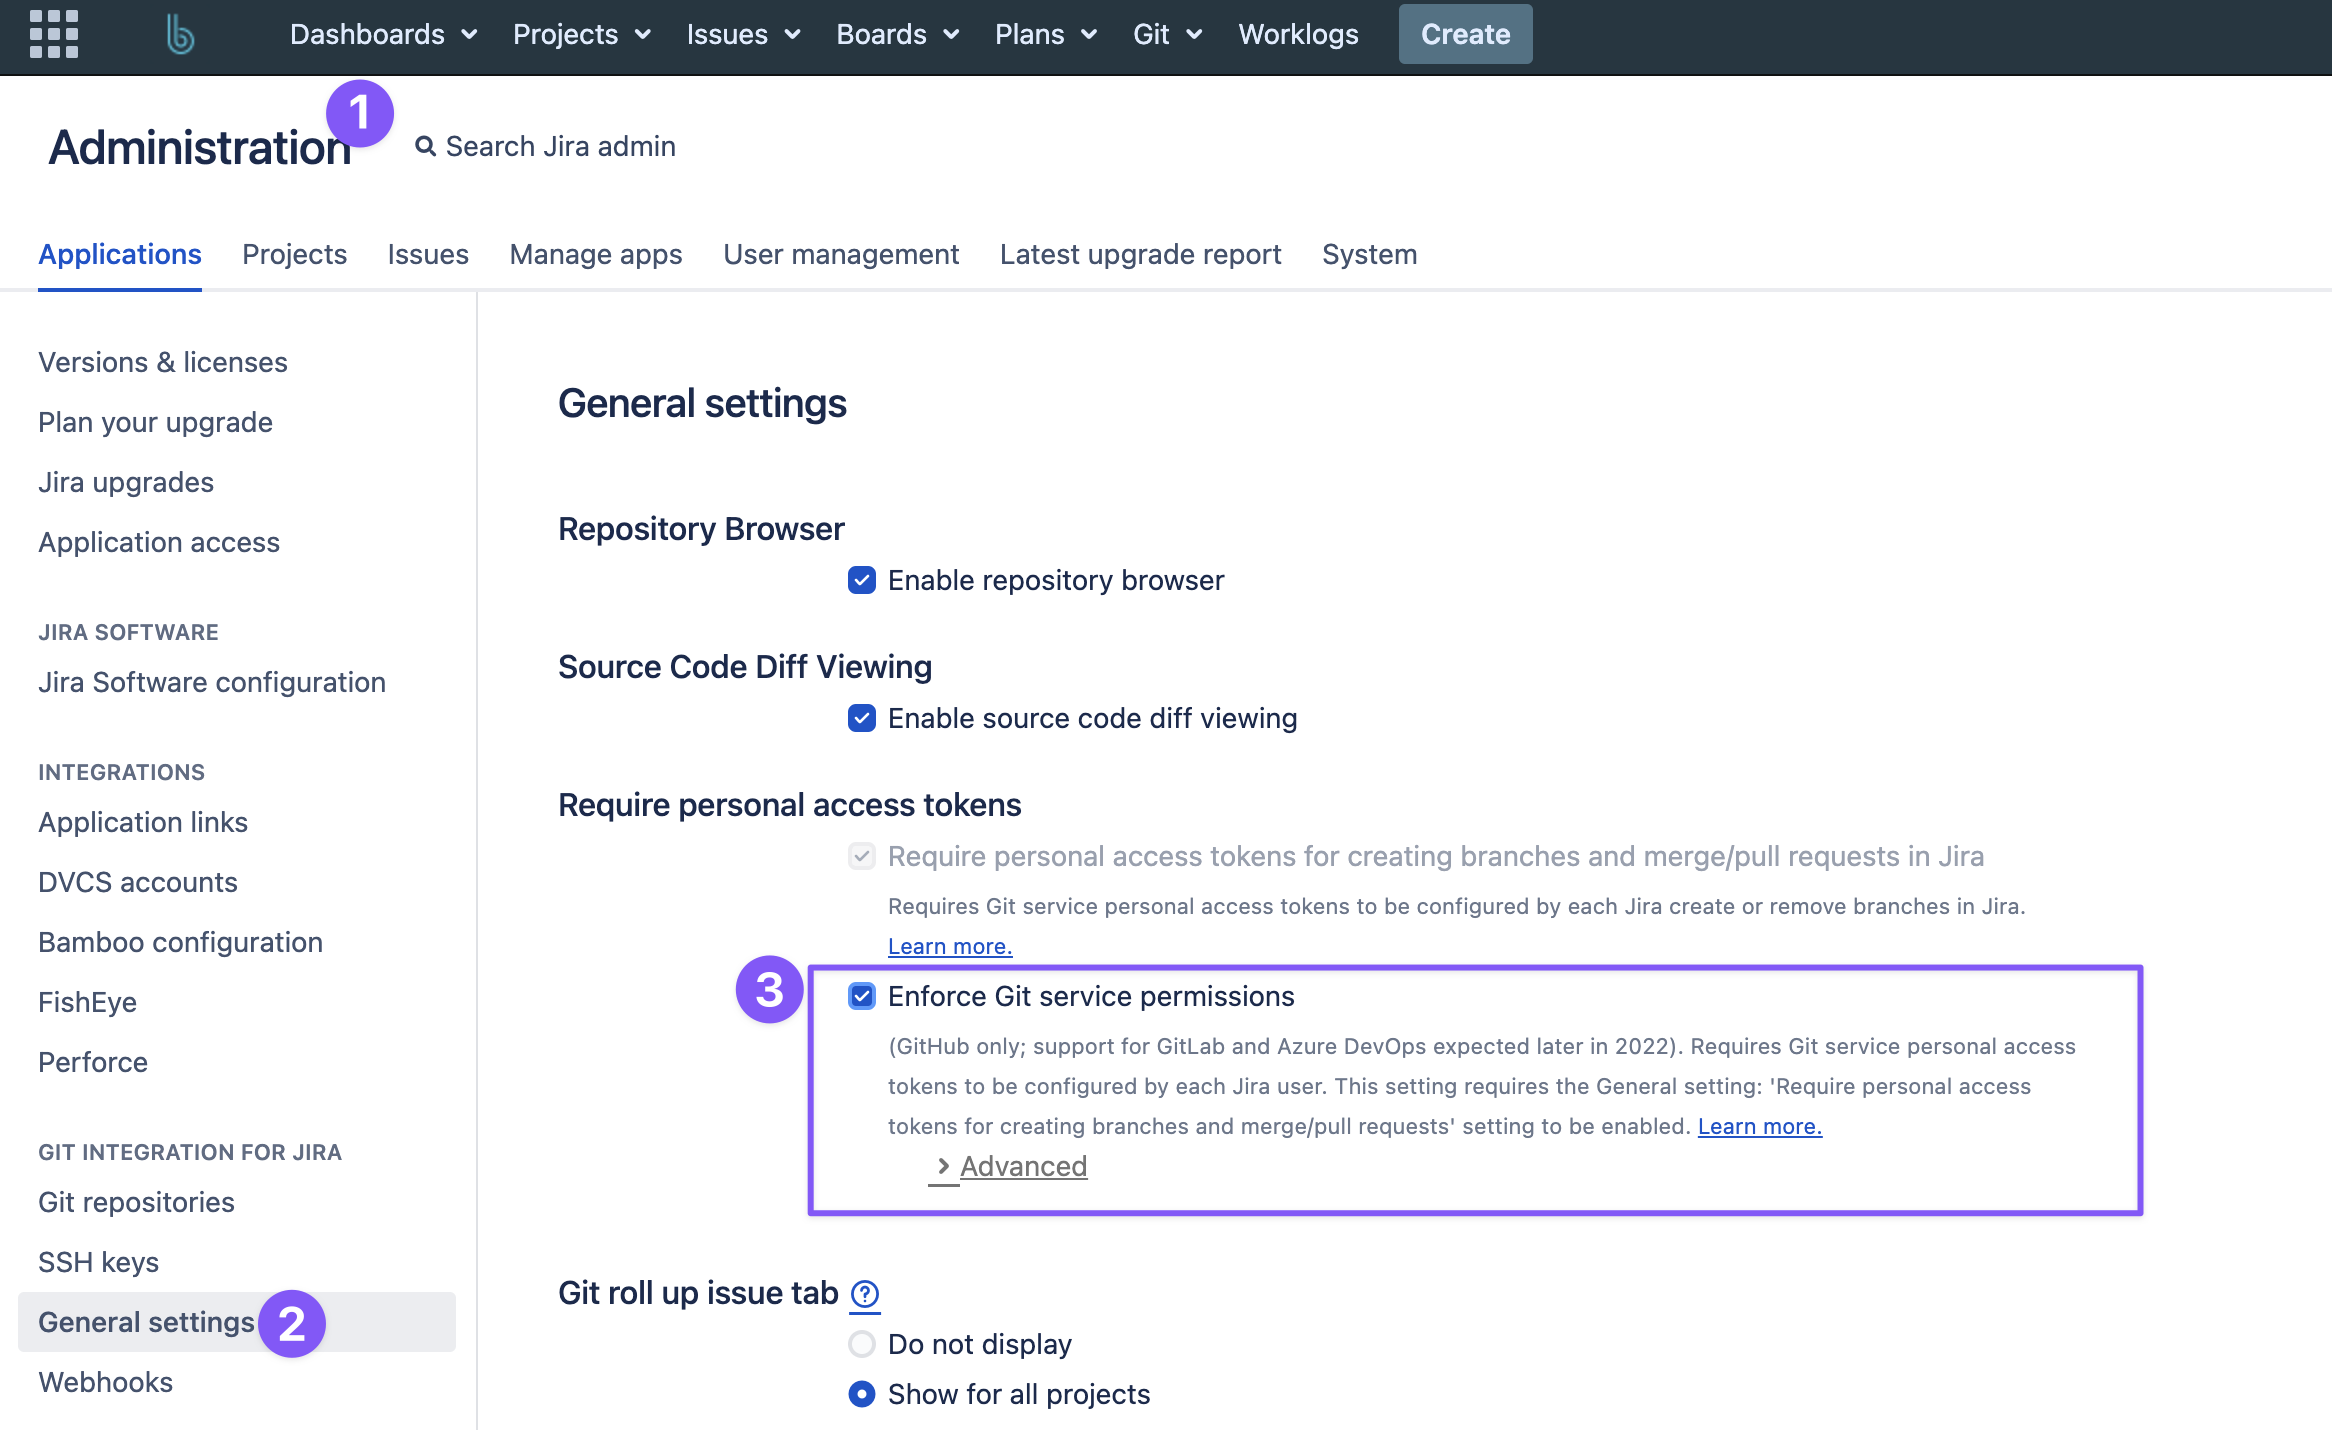 Dashboards Projects Issues Boards Plans Git Worklogs Create
1
Administration Search Jira admin
Applications Projects Issues Manage apps User management Latest upgrade report System
Versions & licenses
Plan your upgrade
Jira upgrades
Application access
JIRA SOFTWARE
Jira Software configuration
INTEGRATIONS
Application links
DVCS accounts
Bamboo configuration
FishEye
Perforce
GIT INTEGRATION FOR JIRA
Git repositories
SSH keys
General settings 2
Webhooks
General settings
Repository Browser
Enable repository browser
Source Code Diff Viewing
Enable source code diff viewing
Require personal access tokens
Require personal access tokens for creating branches and merge/pull requests in Jira
Requires Git service personal access tokens to be configured by each Jira create or remove branches in Jira.
Learn more.
3
Enforce Git service permissions
(GitHub only; support for GitLab and Azure DevOps expected later in 2022). Requires Git service personal access
tokens to be configured by each Jira user. This setting requires the General setting: 'Require personal access
tokens for creating branches and merge/pull requests' setting to be enabled. Learn more.
Advanced
Git roll up issue tab ?
Do not display
Show for all projects